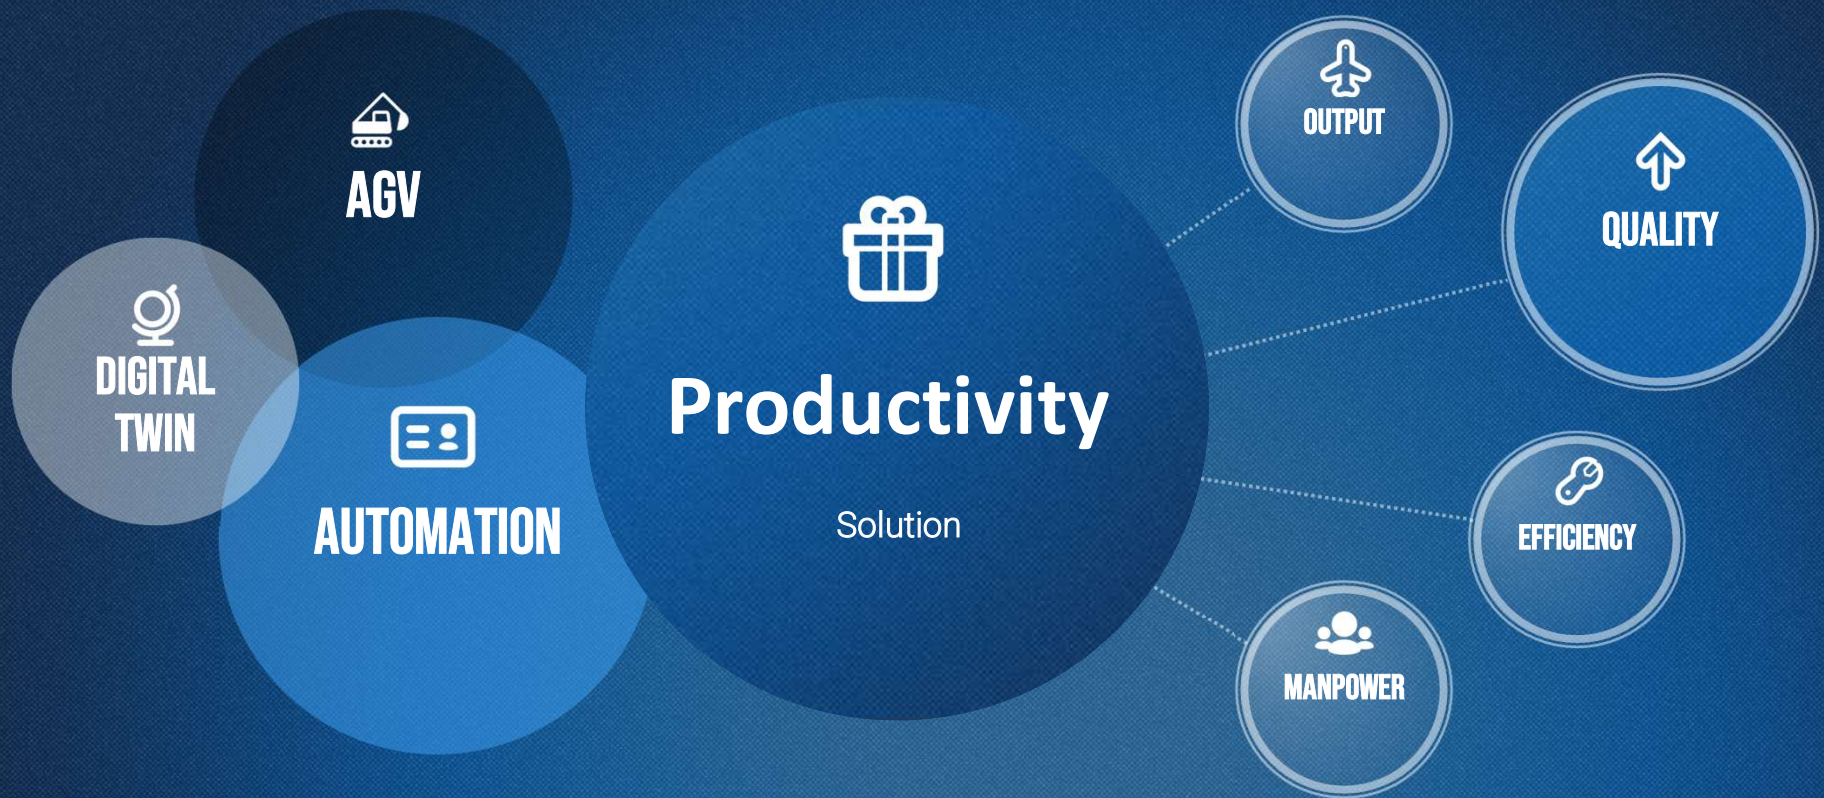 AGV
DIGITAL
TWIN
AUTOMATION
Productivity
Solution
OUTPUT
QUALITY
EFFICIENCY
MANPOWER